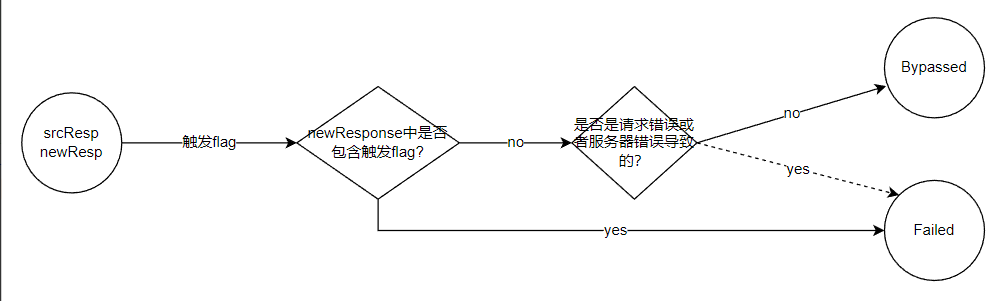 srcResp
newResp
触发flag
newResponse中是否
包含触发flag?
no
是否是请求错误或
者服务器错误导致
的?
no
Bypassed
yes
Failed
yes